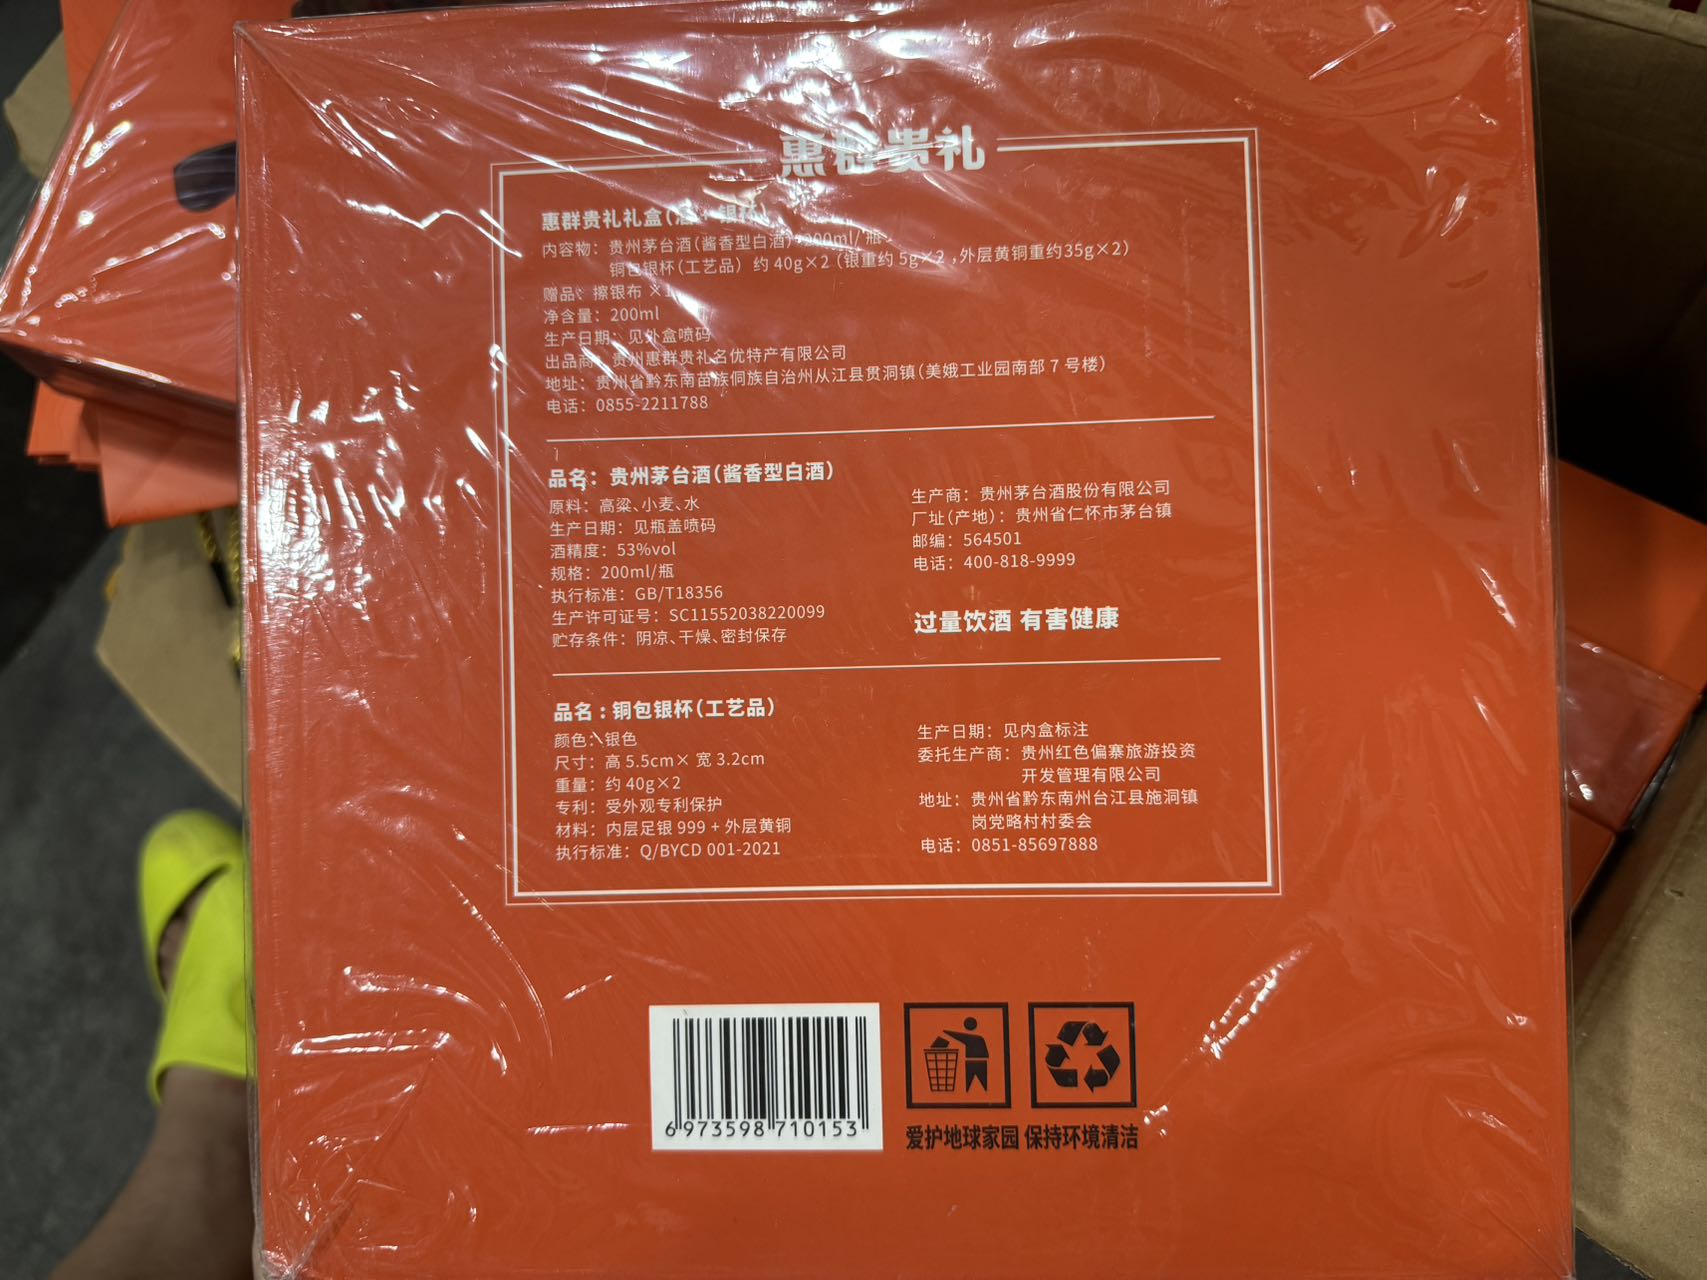 惠群贵礼
惠群贵礼礼盒(酒+银杯)
内容物：贵州茅台酒(酱香型白酒) 200ml/瓶
铜包银杯(工艺品) 约 40g×2 (银重约 5g×2 ,外层黄铜重约35g×2)
赠品：擦银布 ×1
净含量：200ml
生产日期：见外盒喷码
出品商：贵州惠群贵礼名优特产有限公司
地址：贵州省黔东南苗族侗族自治州从江县贯洞镇(美娥工业园南部 7 号楼)
电话：0855-2211788
品名：贵州茅台酒(酱香型白酒)
原料：高粱、小麦、水
生产日期：见瓶盖喷码
酒精度：53%vol
规格：200ml/瓶
执行标准：GB/T18356
生产许可证号：SC11552038220099
贮存条件：阴凉、干燥、密封保存
生产商：贵州茅台酒股份有限公司
厂址(产地)：贵州省仁怀市茅台镇
邮编：564501
电话：400-818-9999
过量饮酒 有害健康
品名：铜包银杯(工艺品)
颜色：银色
尺寸：高 5.5cm× 宽 3.2cm
重量：约 40g×2
专利：受外观专利保护
材料：内层足银 999 + 外层黄铜
执行标准：Q/BYCD 001-2021
生产日期：见内盒标注
委托生产商：贵州红色偏寨旅游投资
开发管理有限公司
地址：贵州省黔东南州台江县施洞镇
岗党略村村委会
电话：0851-85697888
6 973598 710153
爱护地球家园 保持环境清洁